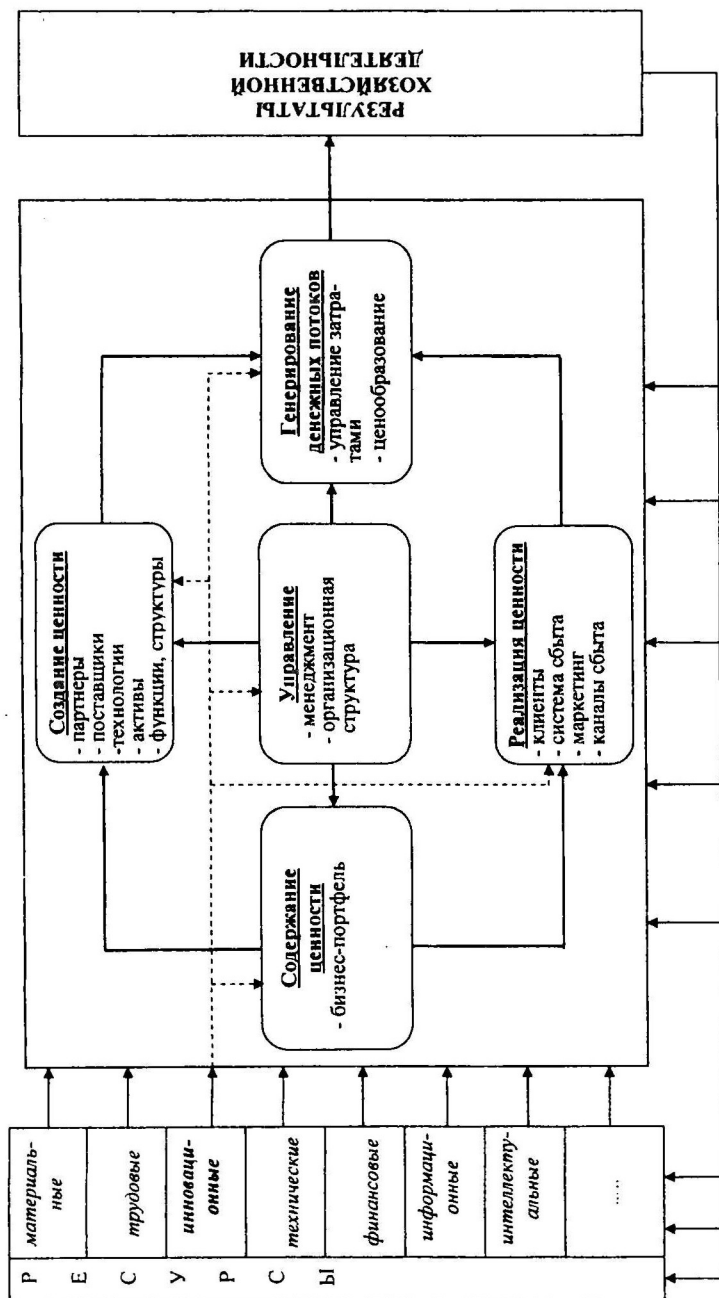 Р
Е
С
У
Р
С
Ы
материаль-
ные
трудовые
инноваци-
онные
технические
финансовые
информаци-
онные
интеллекту-
альные
.....
Содержание
ценности
- бизнес-портфель
Создание ценности
- партнеры
- поставщики
-технологии
- активы
- функции, структуры
Управление
- менеджмент
- организационная
структура
Реализация ценности
- клиенты
- система сбыта
- маркетинг
- каналы сбыта
Генерирование
денежных потоков
- управление затра-
тами
- ценообразование
РЕЗУЛЬТАТЫ
ХОЗЯЙСТВЕННОЙ
ДЕЯТЕЛЬНОСТИ